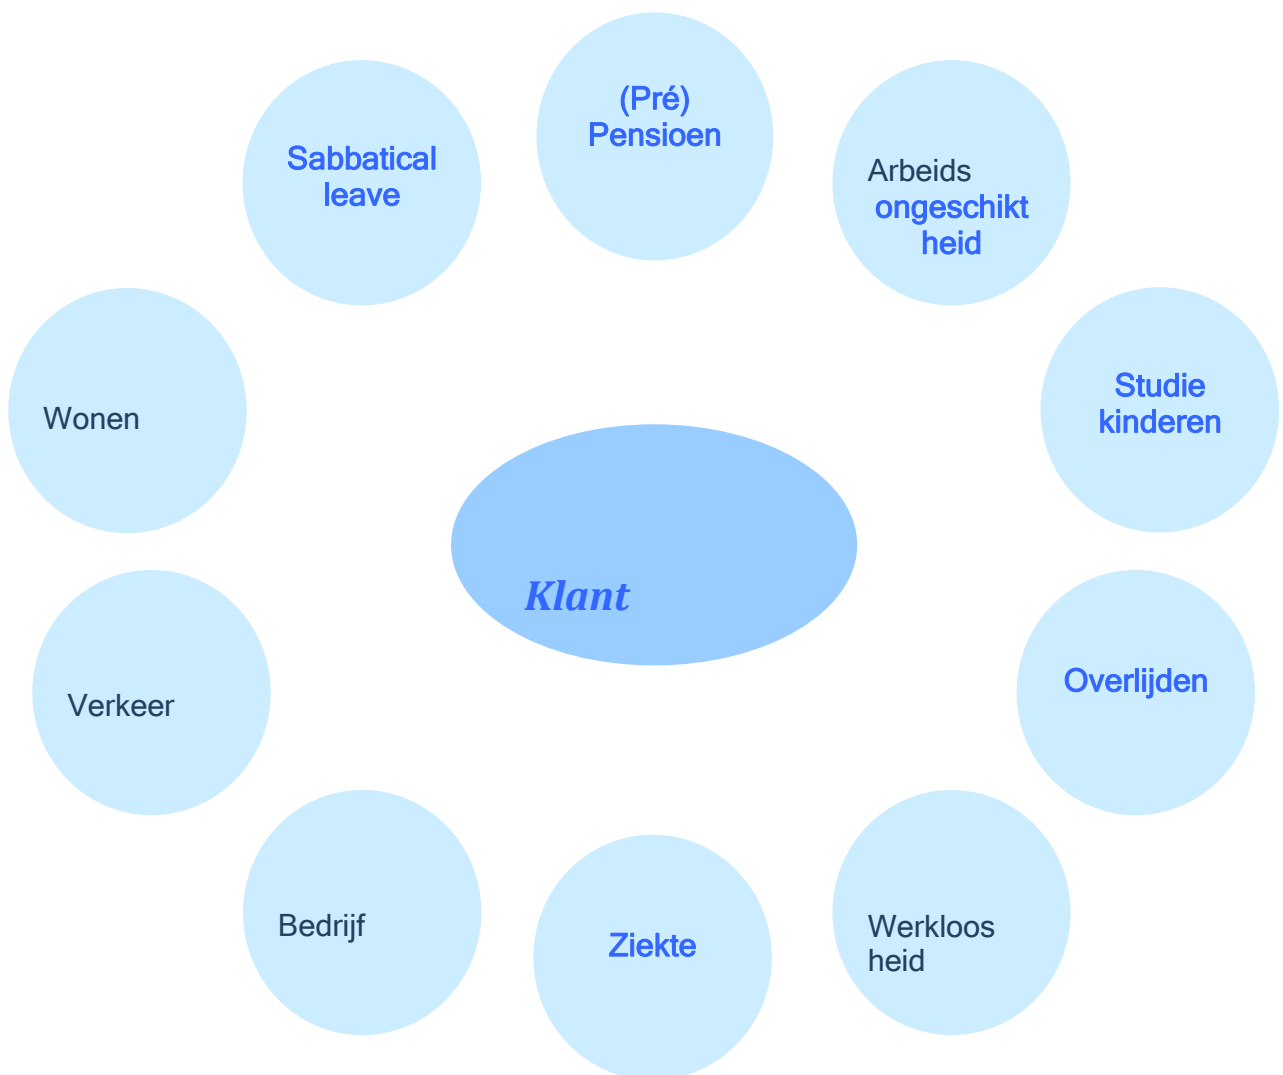 (Pré)
Pensioen
Sabbatical
leave
Arbeids
ongeschikt
heid
Studie
kinderen
Wonen
Klant
Overlijden
Verkeer
Bedrijf
Ziekte
Werkloos
heid